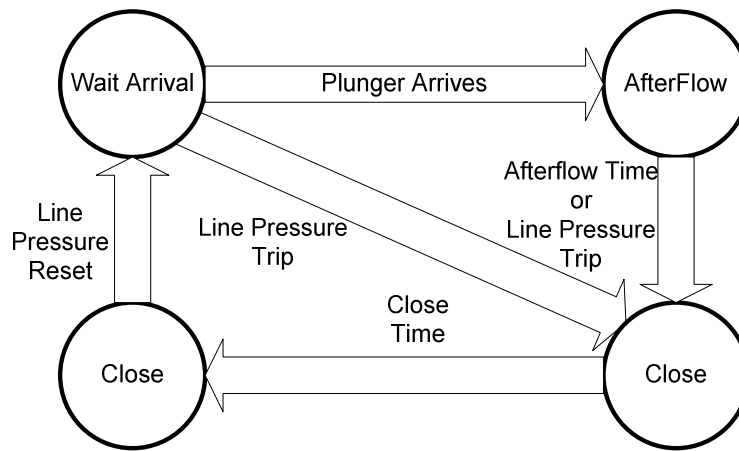 Wait Arrival
Plunger Arrives
AfterFlow
Afterflow Time
or
Line Pressure
Trip
Line Pressure
Trip
Line
Pressure
Reset
Close
Time
Close
Close